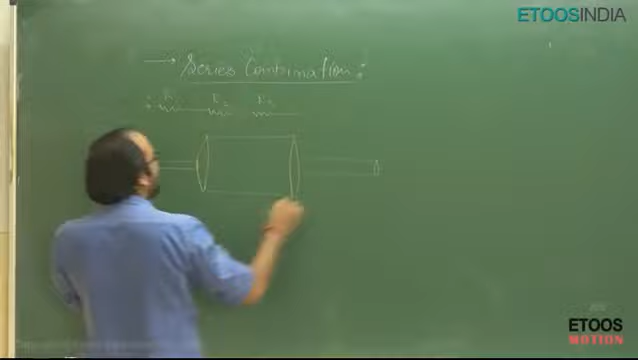 ETOOSINDIA
→ Series Combination :
R₁ R₂ R₃
ETOOS
MOTION